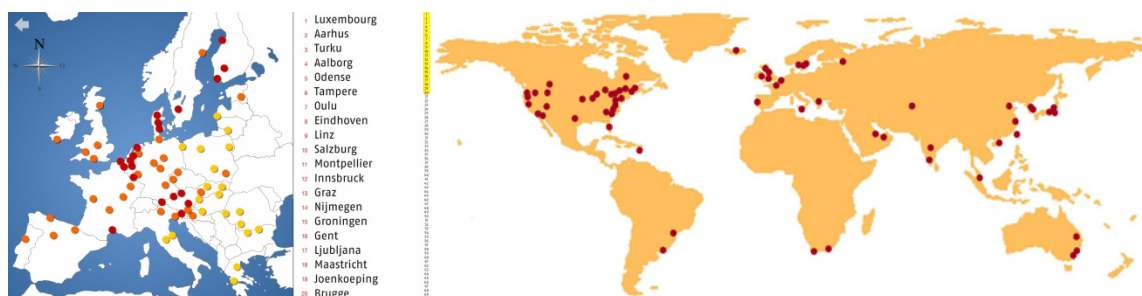 N
1 Luxembourg
2 Aarhus
3 Turku
4 Aalborg
5 Odense
6 Tampere
7 Oulu
8 Eindhoven
9 Linz
10 Salzburg
11 Montpellier
12 Innsbruck
13 Graz
14 Nijmegen
15 Groningen
16 Gent
17 Ljubljana
18 Maastricht
19 Joenkoeping
20 Brugge